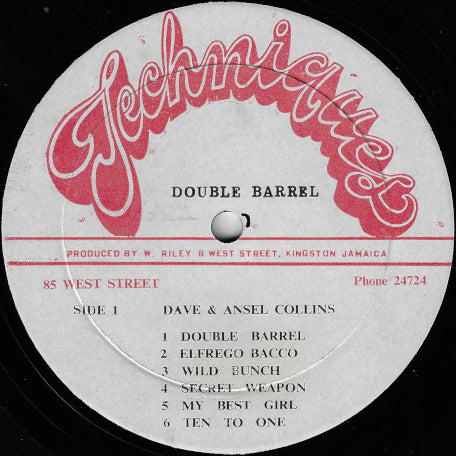 Techniques
DOUBLE BARREL
PRODUCED BY W. RILEY 8 WEST STREET, KINGSTON JAMAICA
85 WEST STREET Phone 24724
SIDE 1 DAVE & ANSEL COLLINS
1 DOUBLE BARREL
2 ELFREGO BACCO
3 WILD BUNCH
4 SECRET WEAPON
5 MY BEST GIRL
6 TEN TO ONE